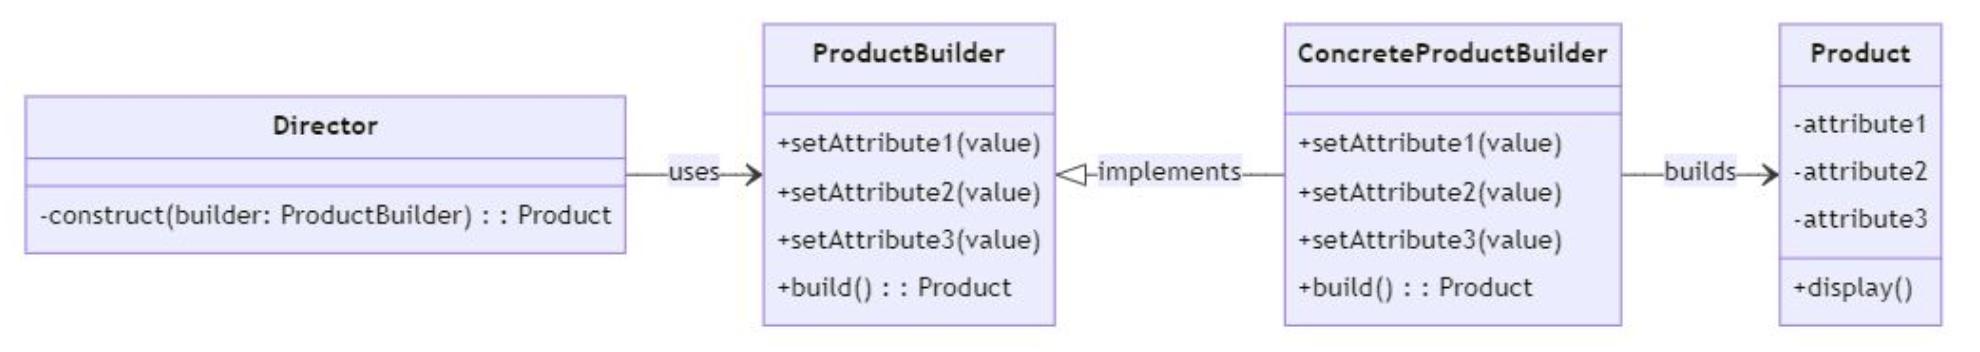 Director
-construct(builder: ProductBuilder) : : Product
uses
ProductBuilder
+setAttribute1(value)
+setAttribute2(value)
+setAttribute3(value)
+build() : : Product
implements
ConcreteProductBuilder
+setAttribute1(value)
+setAttribute2(value)
+setAttribute3(value)
+build() : : Product
builds
Product
-attribute1
-attribute2
-attribute3
+display()